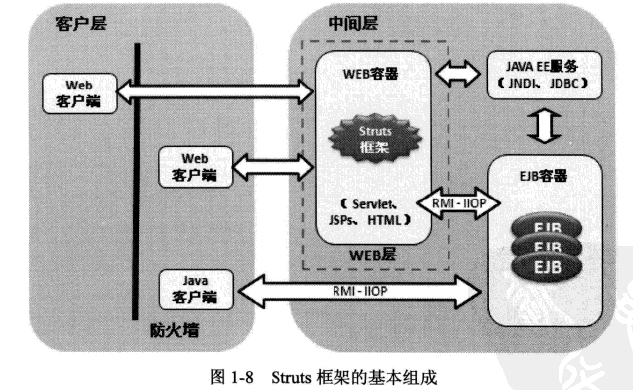 客户层
中间层
Web
客户端
WEB容器
JAVA EE服务
( JNDI、 JDBC )
Struts
框架
Web
客户端
EJB容器
( Servlet、
JSPs、 HTML )
RMI - IIOP
EJB
EJB
EJB
WEB层
Java
客户端
RMI - IIOP
防火墙
图 1-8 Struts 框架的基本组成